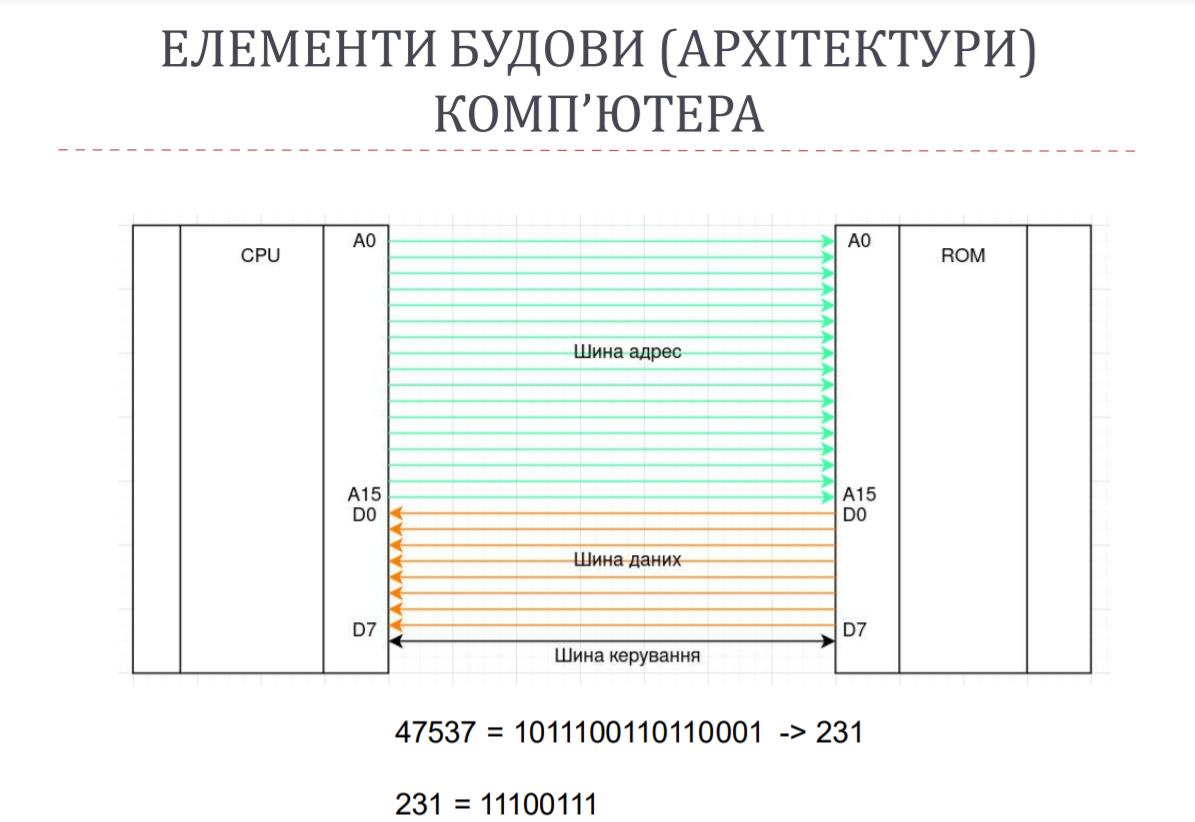 ЕЛЕМЕНТИ БУДОВИ (АРХІТЕКТУРИ)
КОМП’ЮТЕРА
CPU
A0
A0
ROM
Шина адрес
A15
A15
D0
D0
Шина даних
D7
D7
Шина керування
47537 = 1011100110110001 -> 231
231 = 11100111